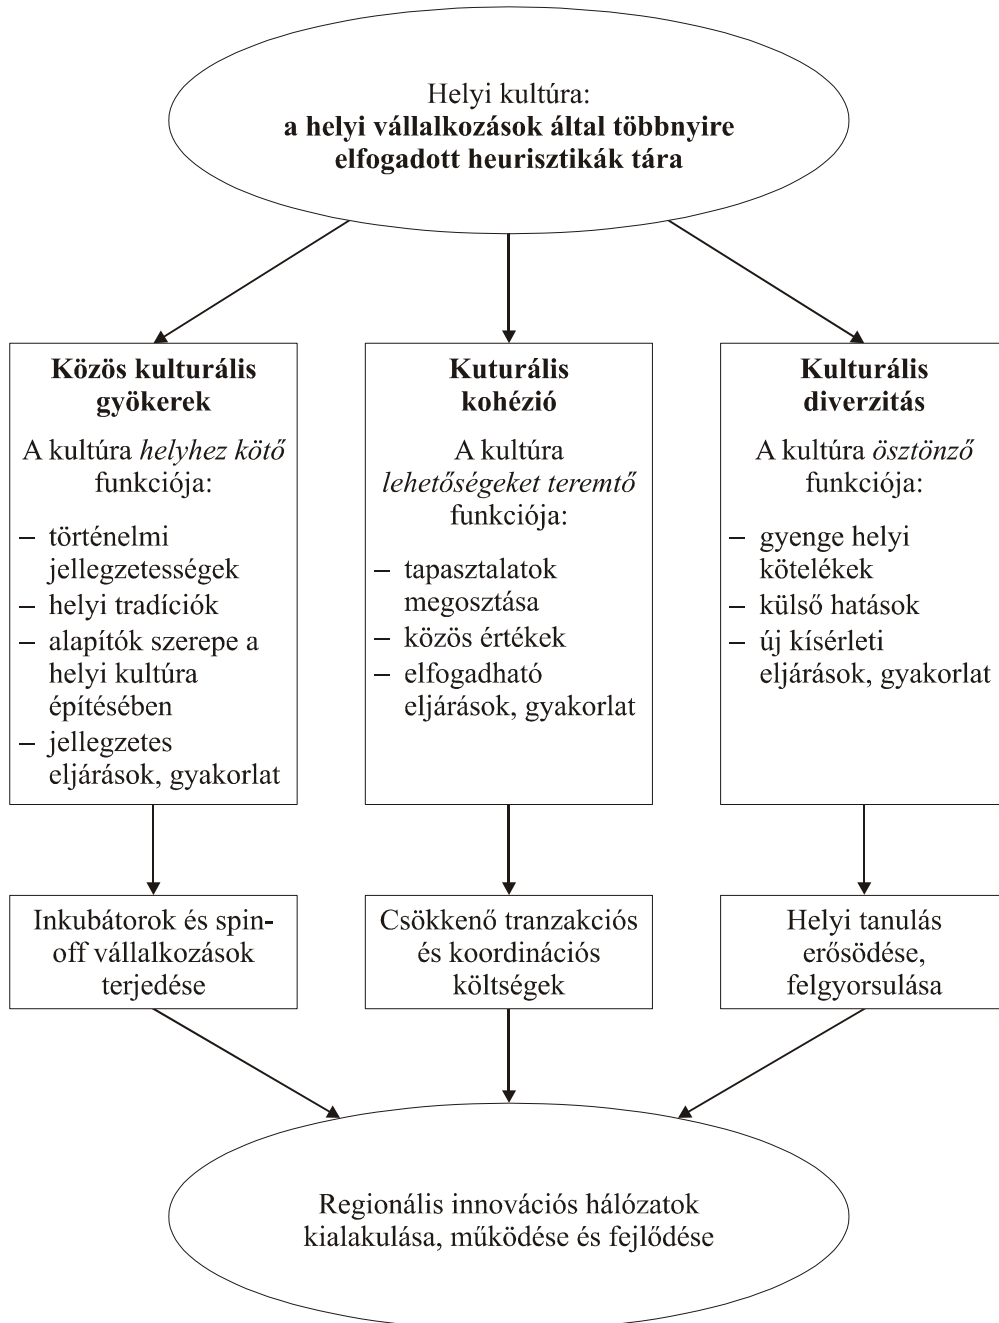 Helyi kultúra:
a helyi vállalkozások által többnyire
elfogadott heurisztikák tára
Közös kulturális
gyökerek
A kultúra helyhez kötő
funkciója:
– történelmi
jellegzetességek
– helyi tradíciók
– alapítók szerepe a
helyi kultúra
építésében
– jellegzetes
eljárások, gyakorlat
Kuturális
kohézió
A kultúra
lehetőségeket teremtő
funkciója:
– tapasztalatok
megosztása
– közös értékek
– elfogadható
eljárások, gyakorlat
Kulturális
diverzitás
A kultúra ösztönző
funkciója:
– gyenge helyi
kötelékek
– külső hatások
– új kísérleti
eljárások, gyakorlat
Inkubátorok és spin-
off vállalkozások
terjedése
Csökkenő tranzakciós
és koordinációs
költségek
Helyi tanulás
erősödése,
felgyorsulása
Regionális innovációs hálózatok
kialakulása, működése és fejlődése